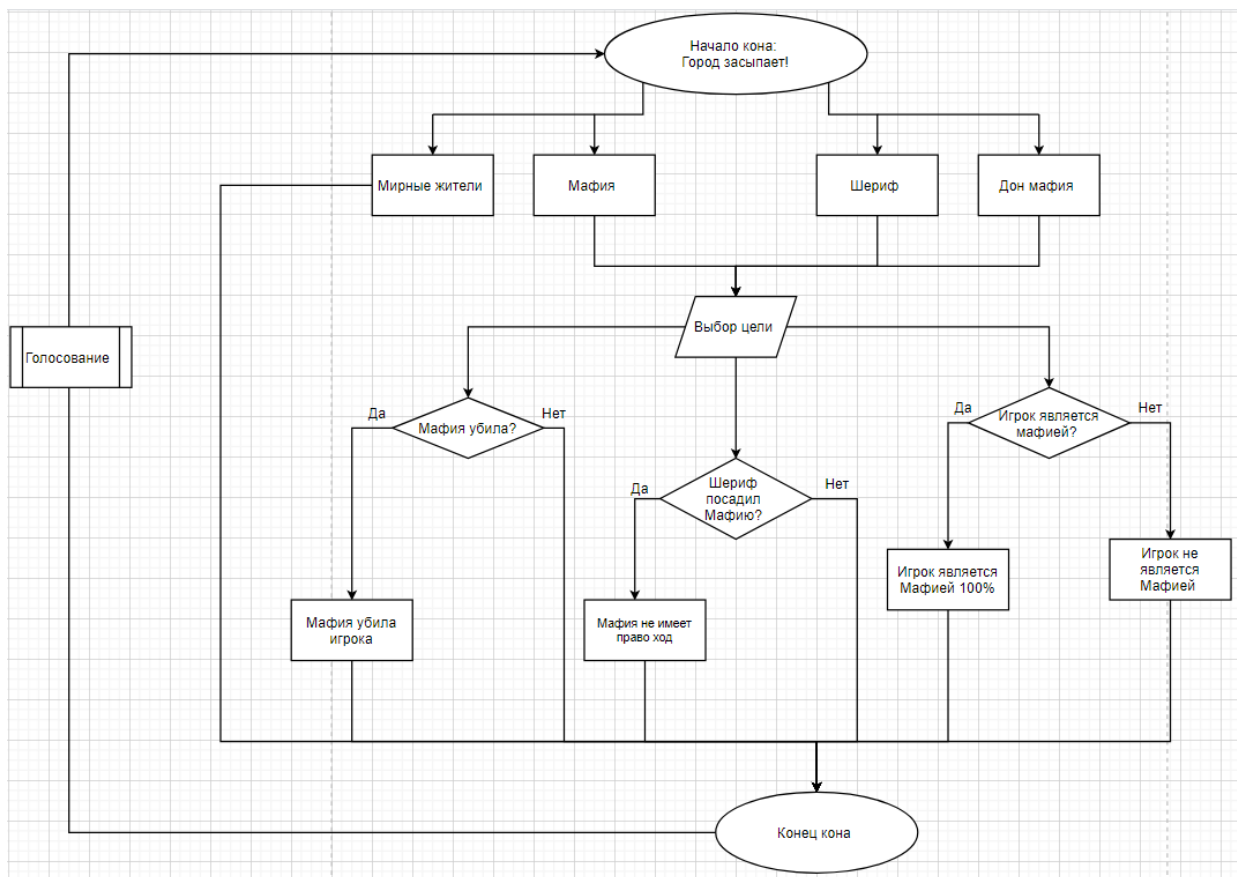 Начало кона:
Город засыпает!
Мирные жители
Мафия
Шериф
Дон мафия
Выбор цели
Голосование
Да
Мафия убила?
Нет
Да
Игрок является
мафией?
Нет
Да
Шериф
посадил
Мафию?
Нет
Игрок является
Мафией 100%
Игрок не
является
Мафией
Мафия убила
игрока
Мафия не имеет
право ход
Конец кона